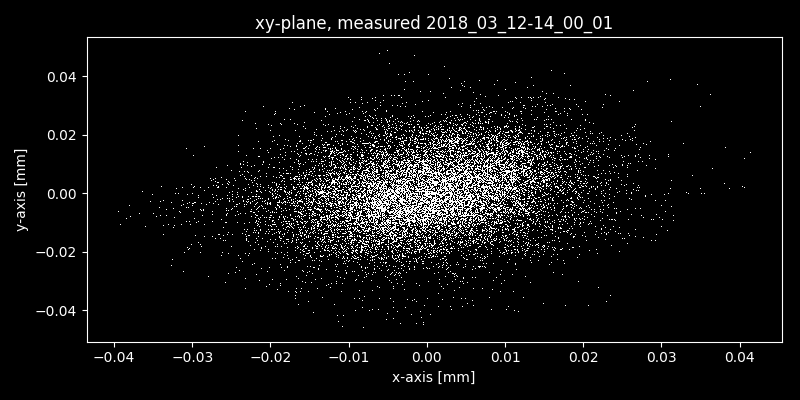 xy-plane, measured 2018_03_12-14_00_01
0.04
0.02
0.00
−0.02
−0.04
y-axis [mm]
−0.04 −0.03 −0.02 −0.01 0.00 0.01 0.02 0.03 0.04
x-axis [mm]